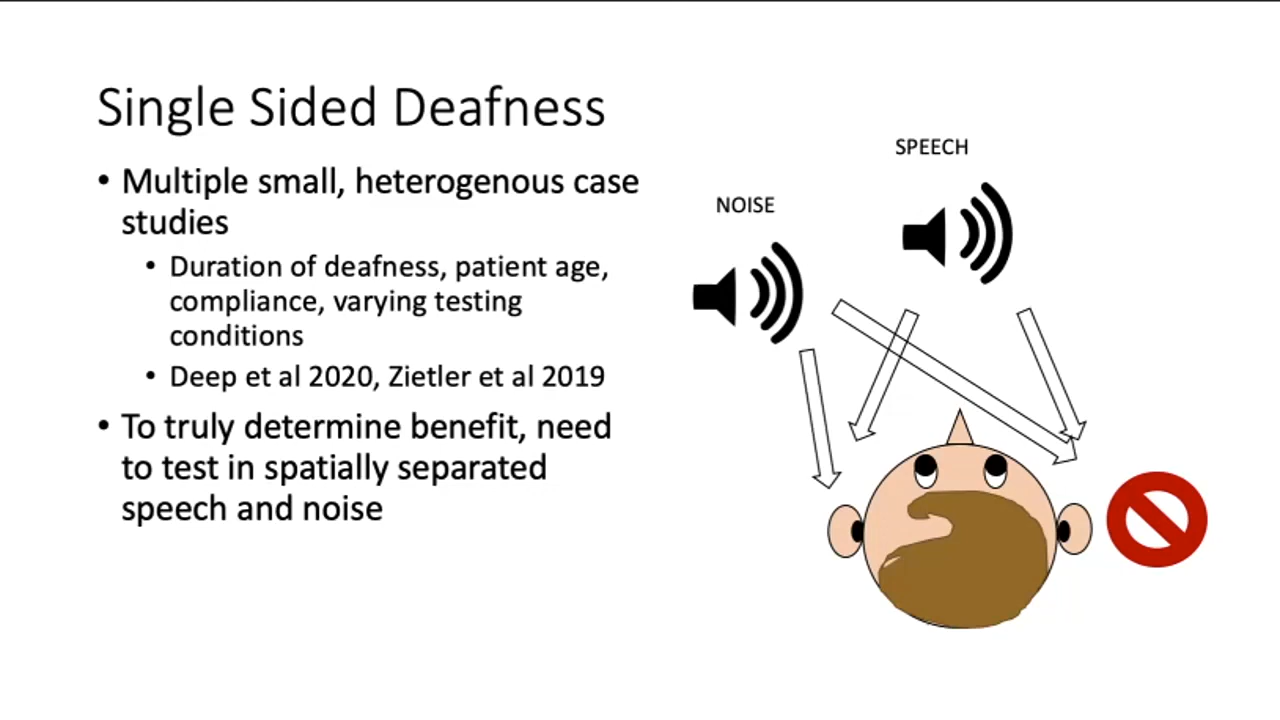 Single Sided Deafness
• Multiple small, heterogenous case
studies
• Duration of deafness, patient age,
compliance, varying testing
conditions
• Deep et al 2020, Zietler et al 2019
• To truly determine benefit, need
to test in spatially separated
speech and noise
SPEECH
NOISE